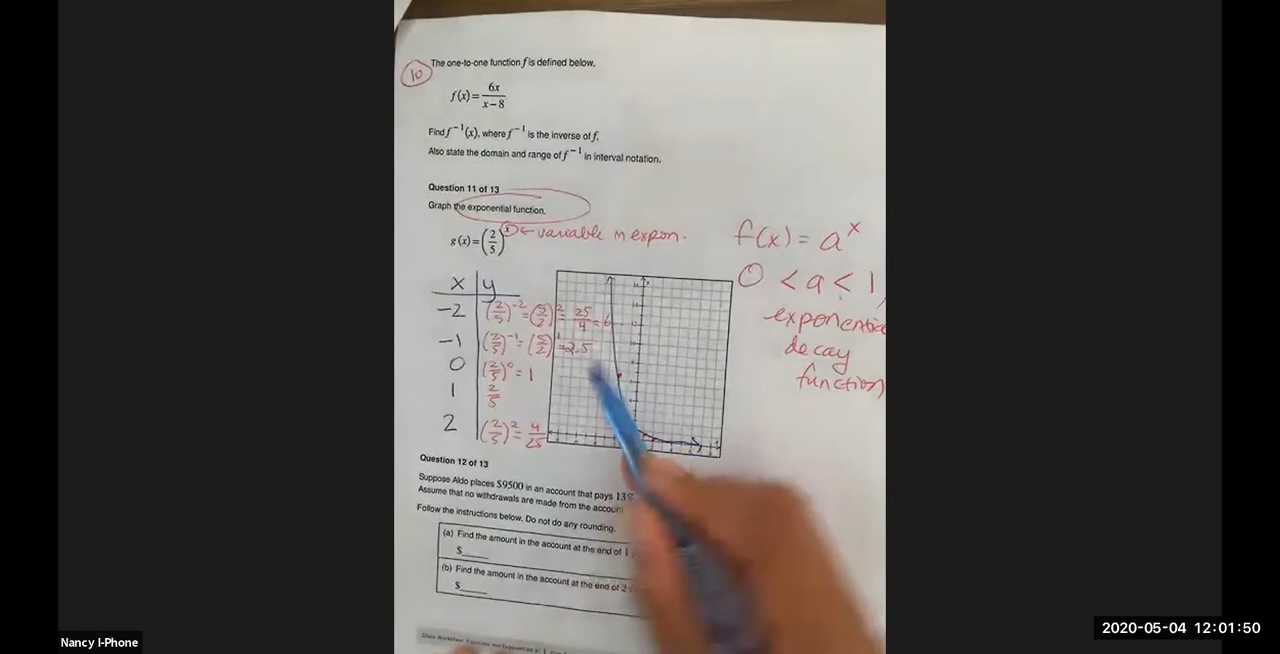 10
The one-to-one function f is defined below.
f(x) = 6x / x − 8
Find f⁻¹(x), where f⁻¹ is the inverse of f.
Also state the domain and range of f⁻¹ in interval notation.
Question 11 of 13
Graph the exponential function.
g(x) = (2/5)ˣ ← variable in expon.
f(x) = aˣ
0 < a < 1,
exponential
decay
function
x | y
−2 | (2/5)⁻² = (5/2)² = 25/4 = 6
−1 | (2/5)⁻¹ = (5/2)¹ = 2.5
0 | (2/5)⁰ = 1
1 | 2/5
2 | (2/5)² = 4/25
Question 12 of 13
Suppose Aldo places $9500 in an account that pays 13%
Assume that no withdrawals are made from the accoun
Follow the instructions below. Do not do any rounding.
(a) Find the amount in the account at the end of 1
$____
(b) Find the amount in the account at the end of 2
$____
Nancy I-Phone
2020-05-04 12:01:50